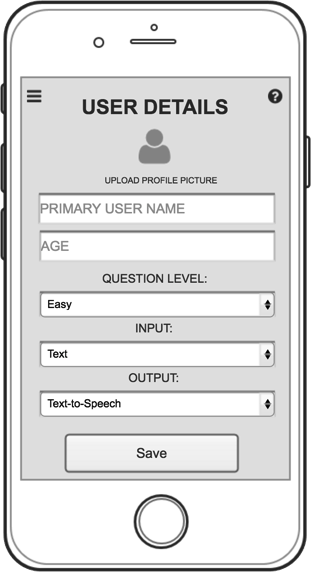 USER DETAILS
?
UPLOAD PROFILE PICTURE
PRIMARY USER NAME
AGE
QUESTION LEVEL:
Easy
INPUT:
Text
OUTPUT:
Text-to-Speech
Save